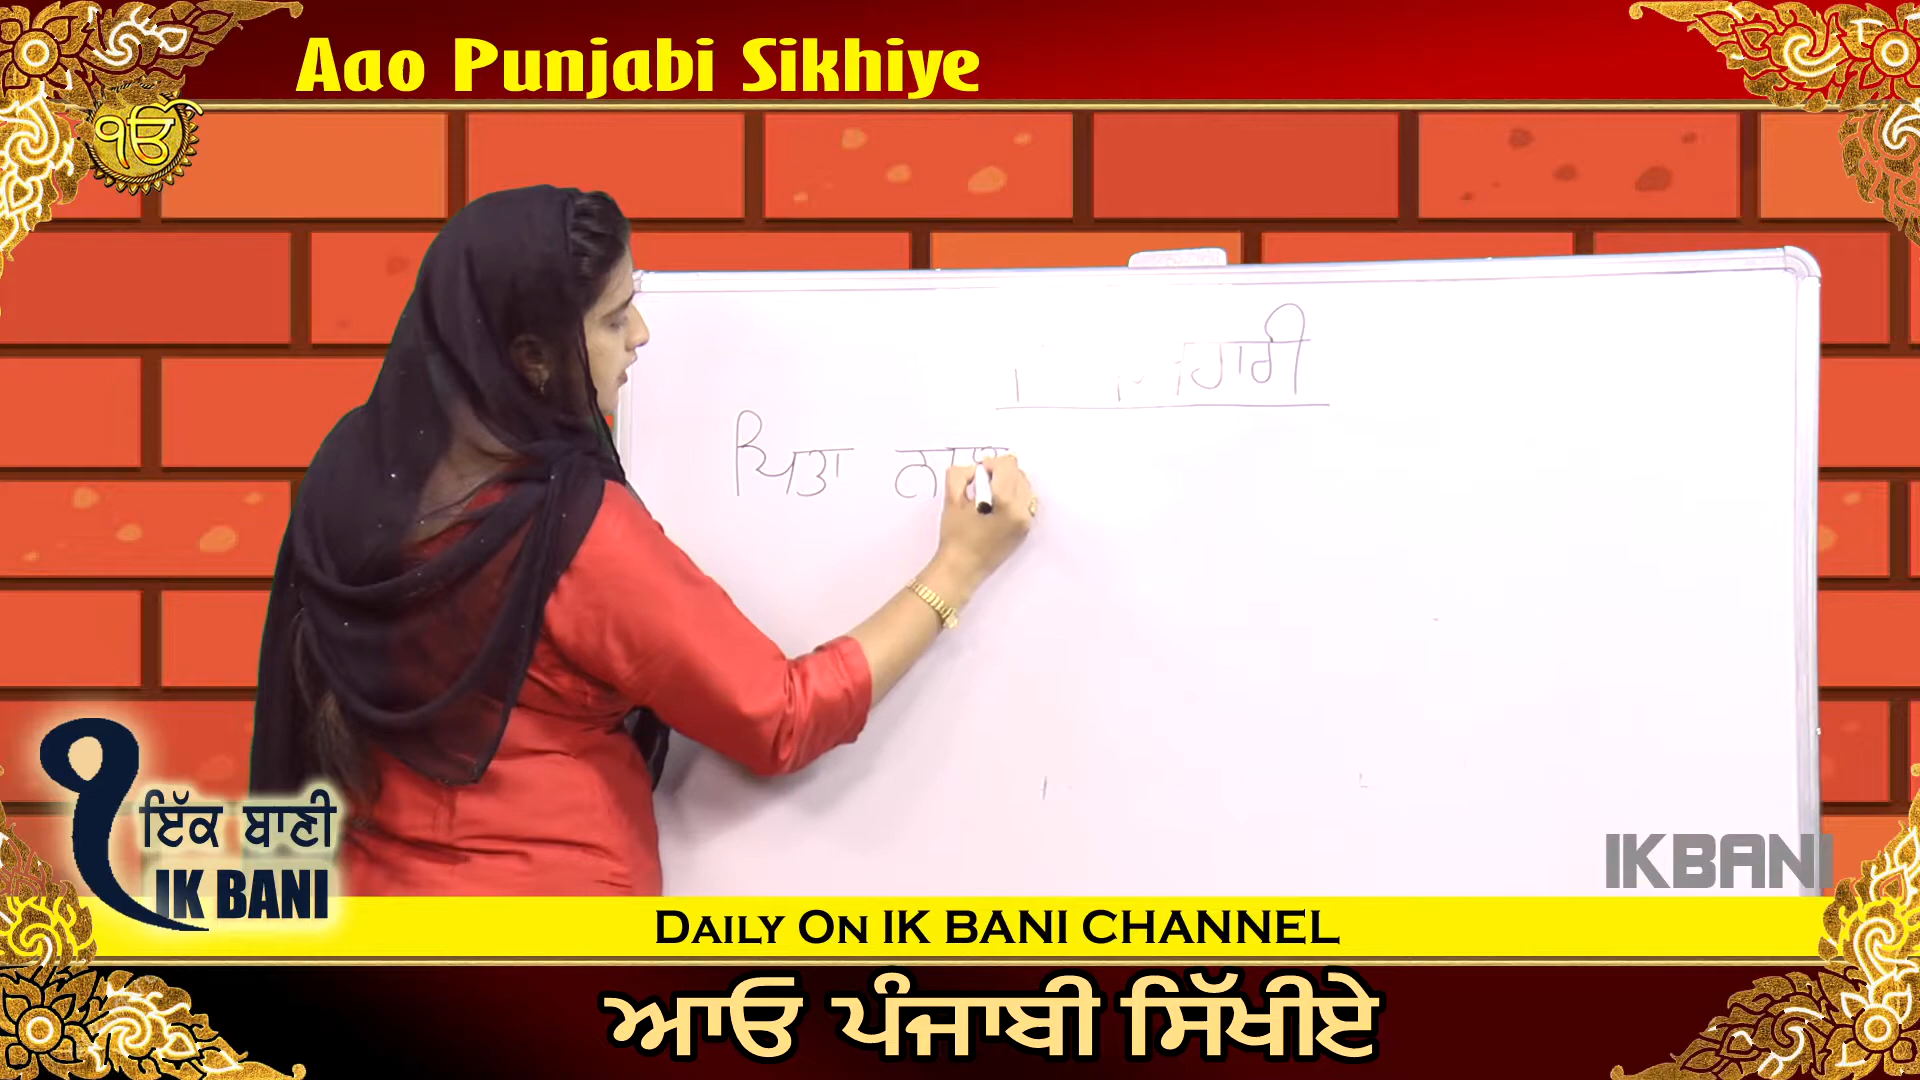 Aao Punjabi Sikhiye
ੴ
ਪਿਤਾ
ਇੱਕ ਬਾਣੀ
IK BANI
IKBANI
DAILY ON IK BANI CHANNEL
ਆਓ ਪੰਜਾਬੀ ਸਿੱਖੀਏ